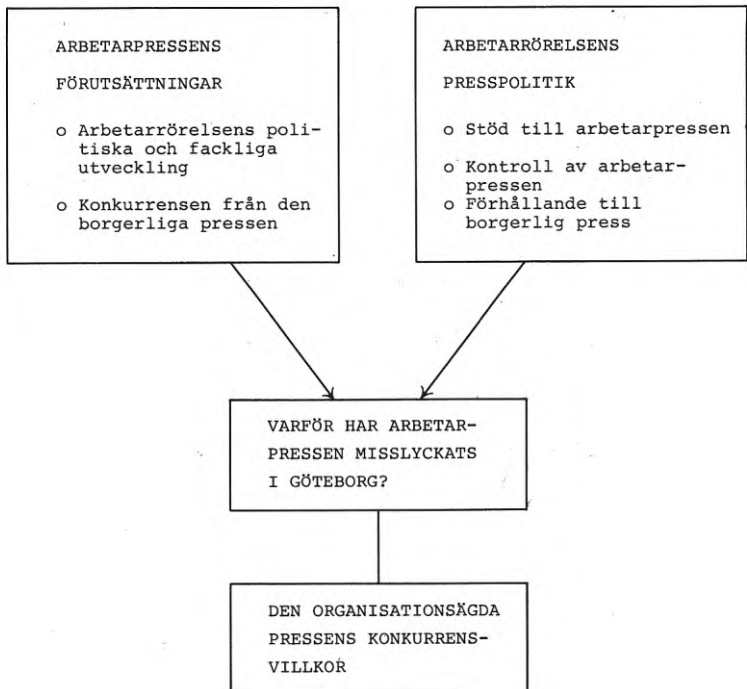 ARBETARPRESSENS
FÖRUTSÄTTNINGAR
o Arbetarrörelsens poli-
tiska och fackliga
utveckling
o Konkurrensen från den
borgerliga pressen
ARBETARRÖRELSENS
PRESSPOLITIK
o Stöd till arbetarpressen
o Kontroll av arbetar-
pressen
o Förhållande till
borgerlig press
VARFÖR HAR ARBETAR-
PRESSEN MISSLYCKATS
I GÖTEBORG?
DEN ORGANISATIONSÄGDA
PRESSENS KONKURRENS-
VILLKOR